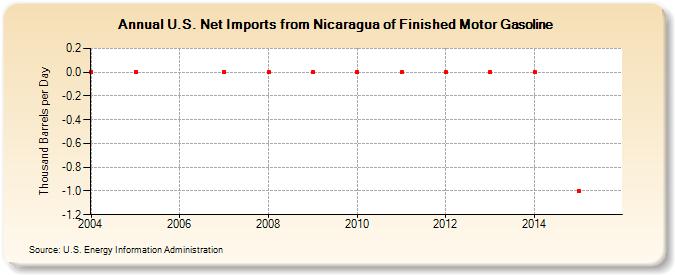 Annual U.S. Net Imports from Nicaragua of Finished Motor Gasoline
Thousand Barrels per Day
0.2
0.0
-0.2
-0.4
-0.6
-0.8
-1.0
-1.2
2004 2006 2008 2010 2012 2014
Source: U.S. Energy Information Administration